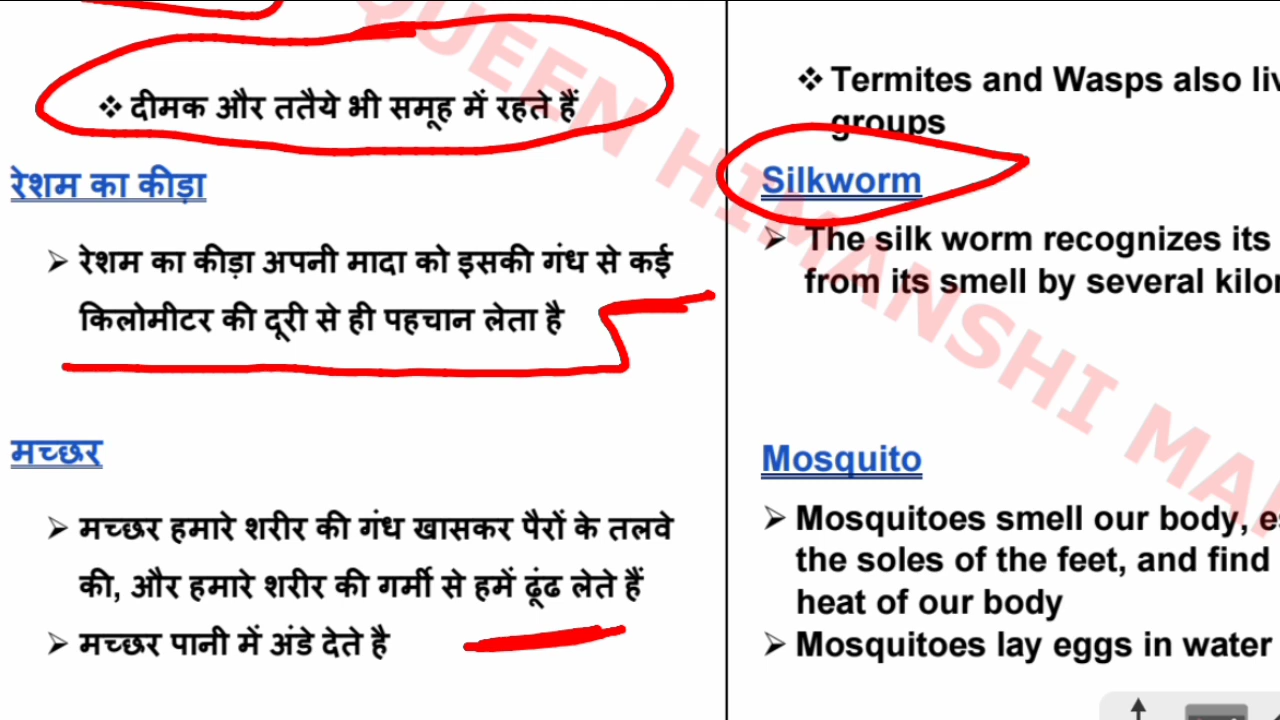 ❖ दीमक और ततैये भी समूह में रहते हैं
रेशम का कीड़ा
➢ रेशम का कीड़ा अपनी मादा को इसकी गंध से कई
किलोमीटर की दूरी से ही पहचान लेता है
मच्छर
➢ मच्छर हमारे शरीर की गंध खासकर पैरों के तलवे
की, और हमारे शरीर की गर्मी से हमें ढूंढ लेते हैं
➢ मच्छर पानी में अंडे देते है
❖ Termites and Wasps also
groups
Silkworm
➢ The silk worm recognizes its
from its smell by several
Mosquito
➢ Mosquitoes smell our body,
the soles of the feet, and find
heat of our body
➢ Mosquitoes lay eggs in water
QUEEN HIMANSHI